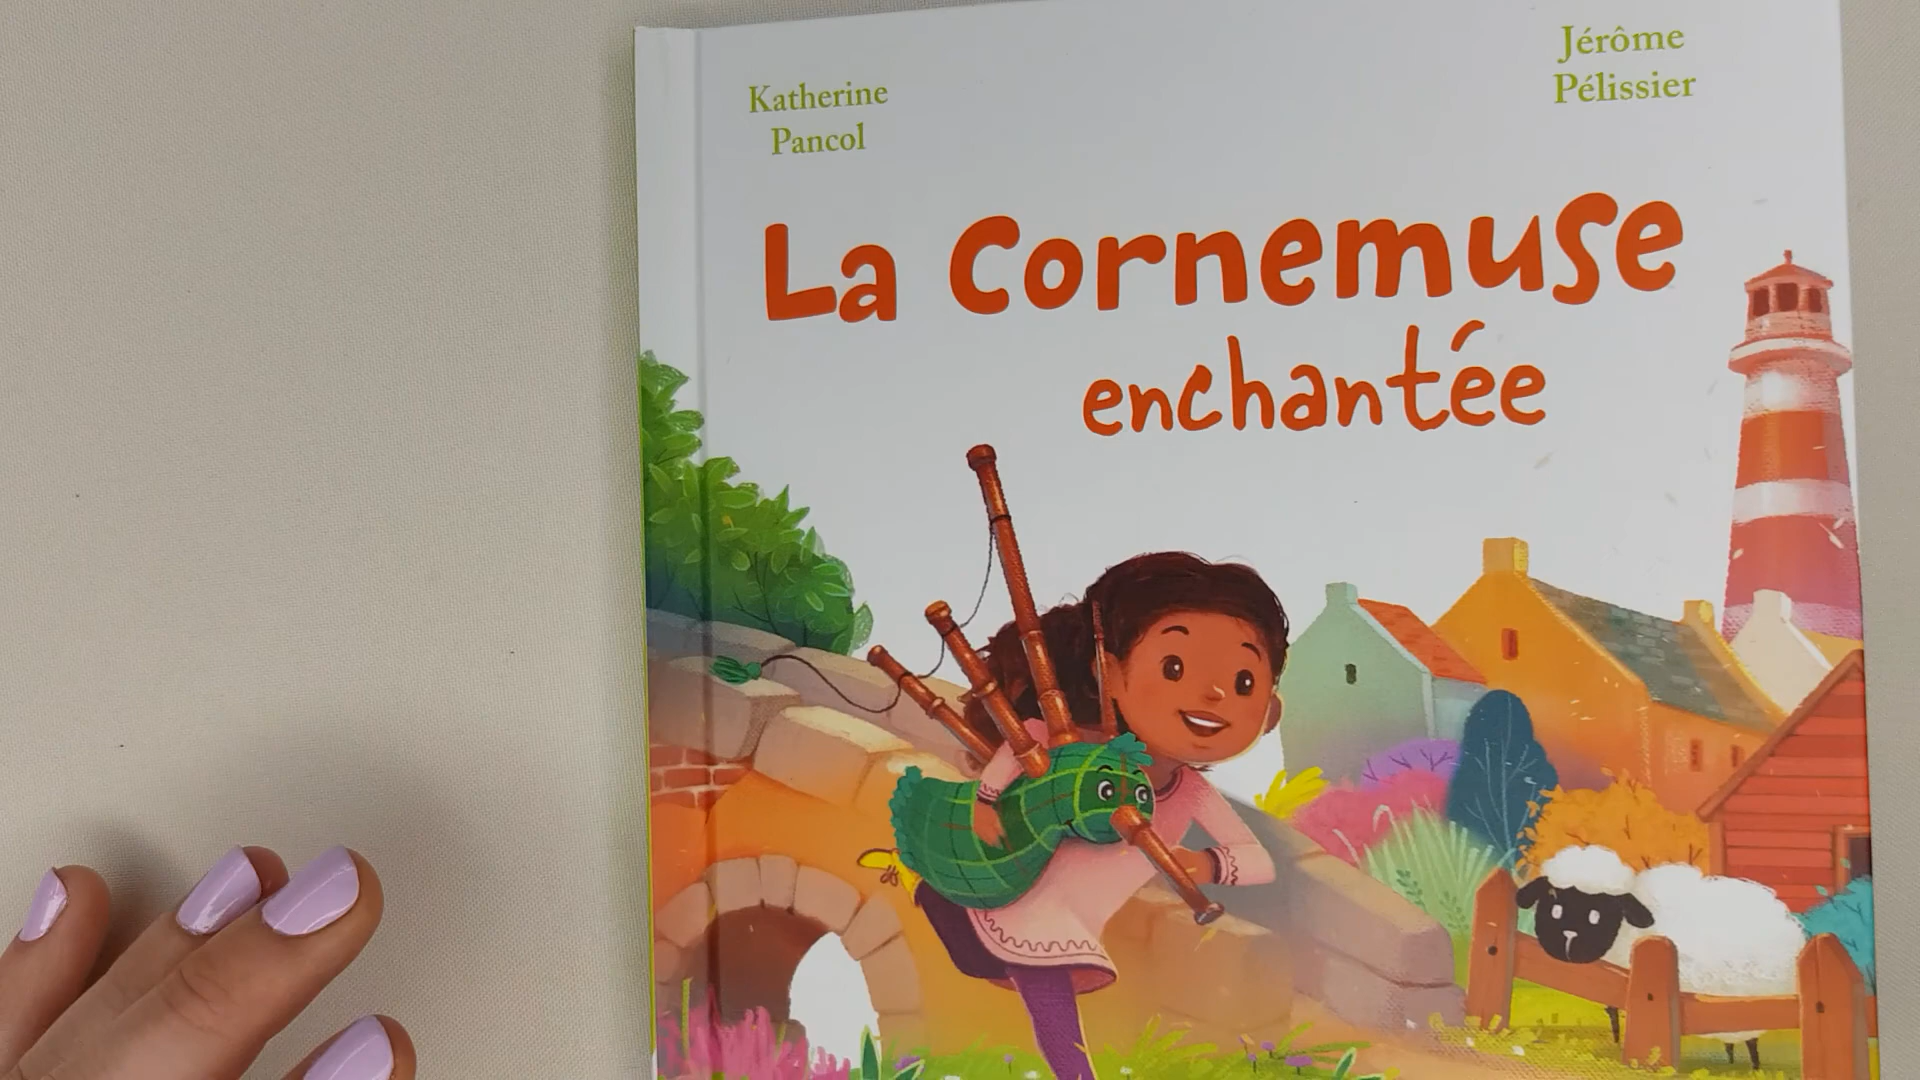 Katherine
Pancol
Jérôme
Pélissier
La Cornemuse
enchantée